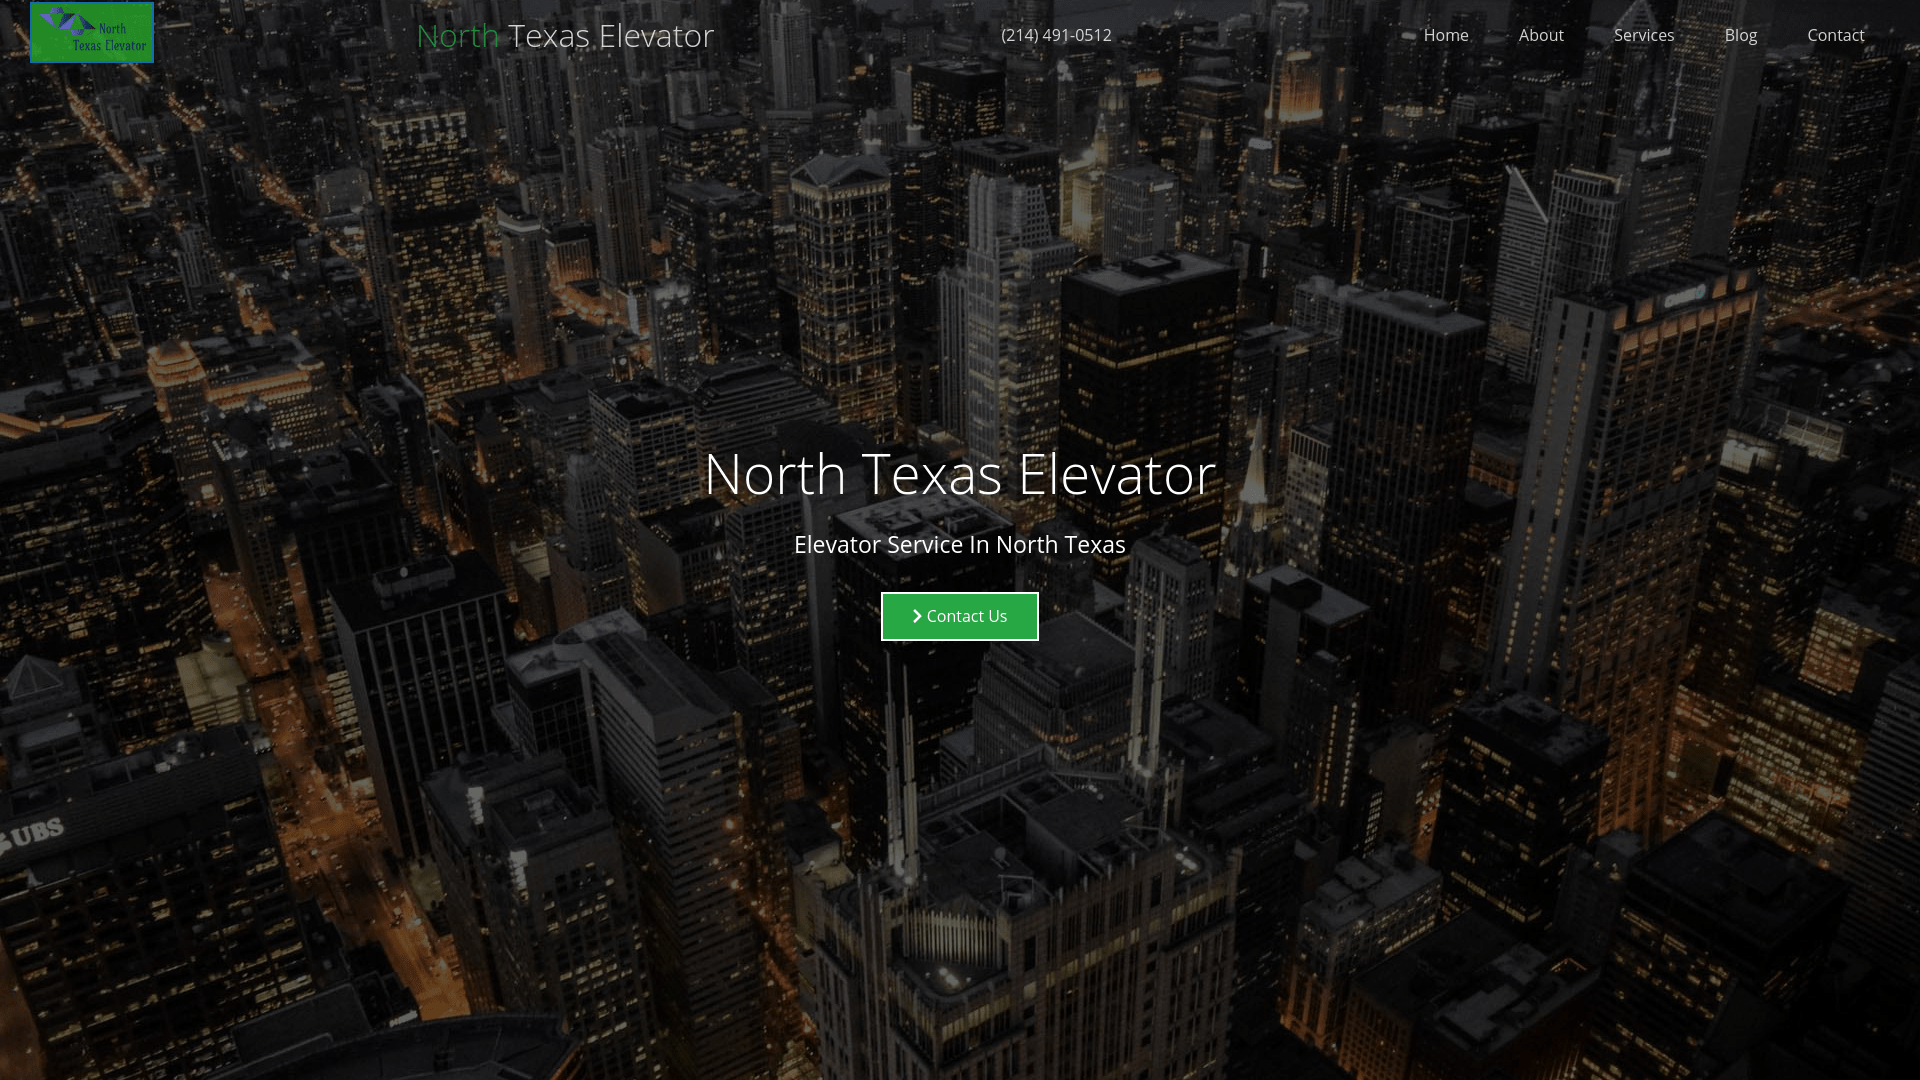 North
Texas Elevator
North Texas Elevator
(214) 491-0512
Home
About
Services
Blog
Contact
North Texas Elevator
Elevator Service In North Texas
Contact Us
UBS